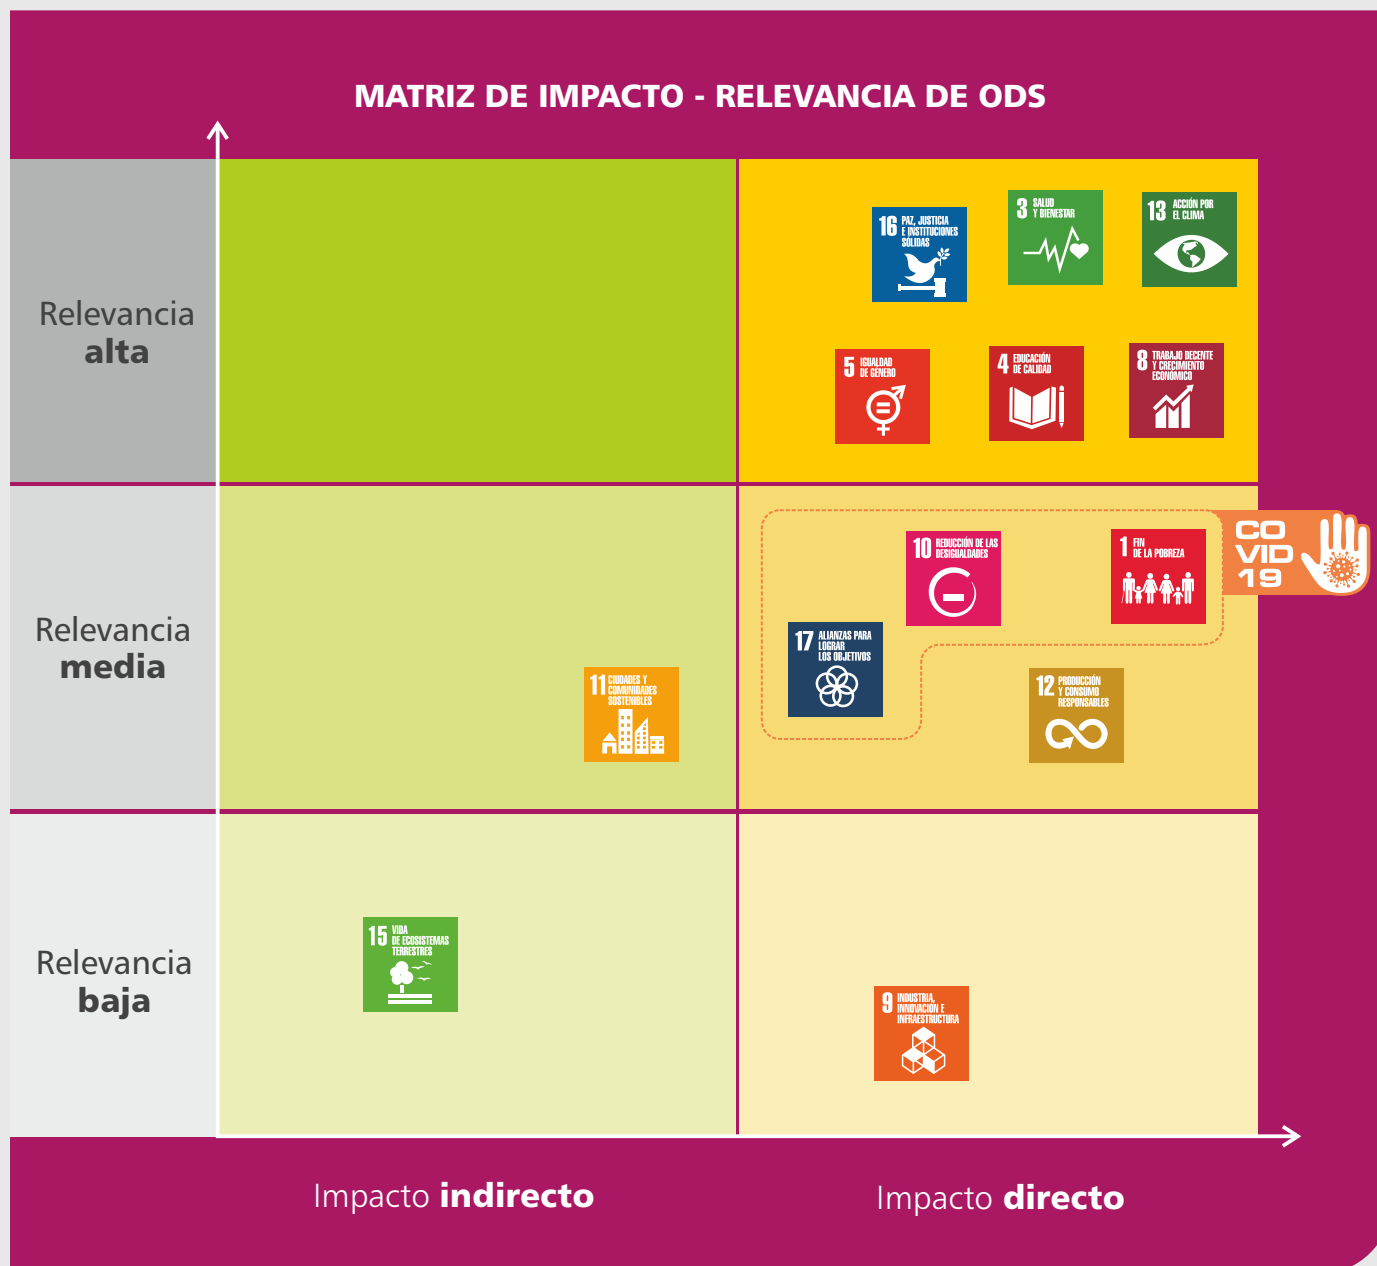 MATRIZ DE IMPACTO - RELEVANCIA DE ODS
Relevancia
alta
16 PAZ, JUSTICIA
E INSTITUCIONES
SÓLIDAS
3 SALUD
Y BIENESTAR
13 ACCIÓN POR
EL CLIMA
5 IGUALDAD
DE GÉNERO
4 EDUCACIÓN
DE CALIDAD
8 TRABAJO DECENTE
Y CRECIMIENTO
ECONÓMICO
Relevancia
media
10 REDUCCIÓN DE LAS
DESIGUALDADES
1 FIN
DE LA POBREZA
CO
VID
19
17 ALIANZAS PARA
LOGRAR
LOS OBJETIVOS
11 CIUDADES Y
COMUNIDADES
SOSTENIBLES
12 PRODUCCIÓN
Y CONSUMO
RESPONSABLES
Relevancia
baja
15 VIDA
DE ECOSISTEMAS
TERRESTRES
9 INDUSTRIA,
INNOVACIÓN E
INFRAESTRUCTURA
Impacto indirecto
Impacto directo